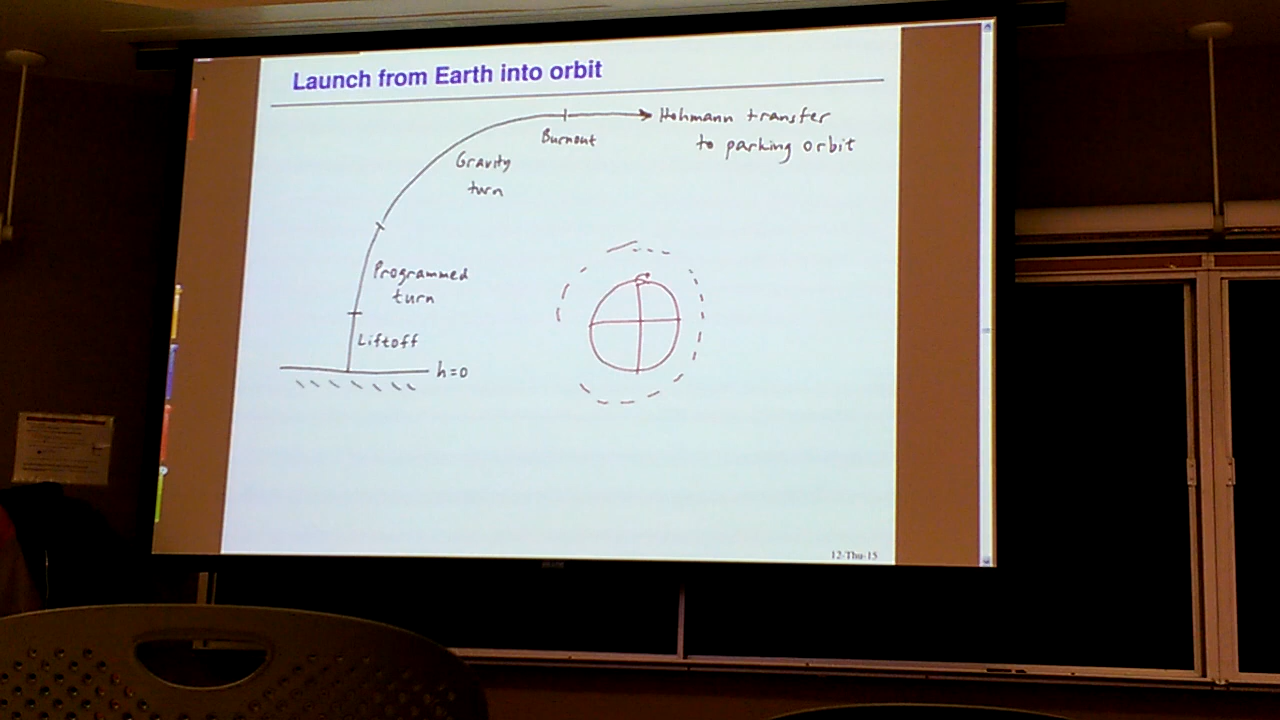 Launch from Earth into orbit
Hohmann transfer
to parking orbit
Burnout
Gravity
turn
Programmed
turn
Liftoff
h=0
12-Thu-15